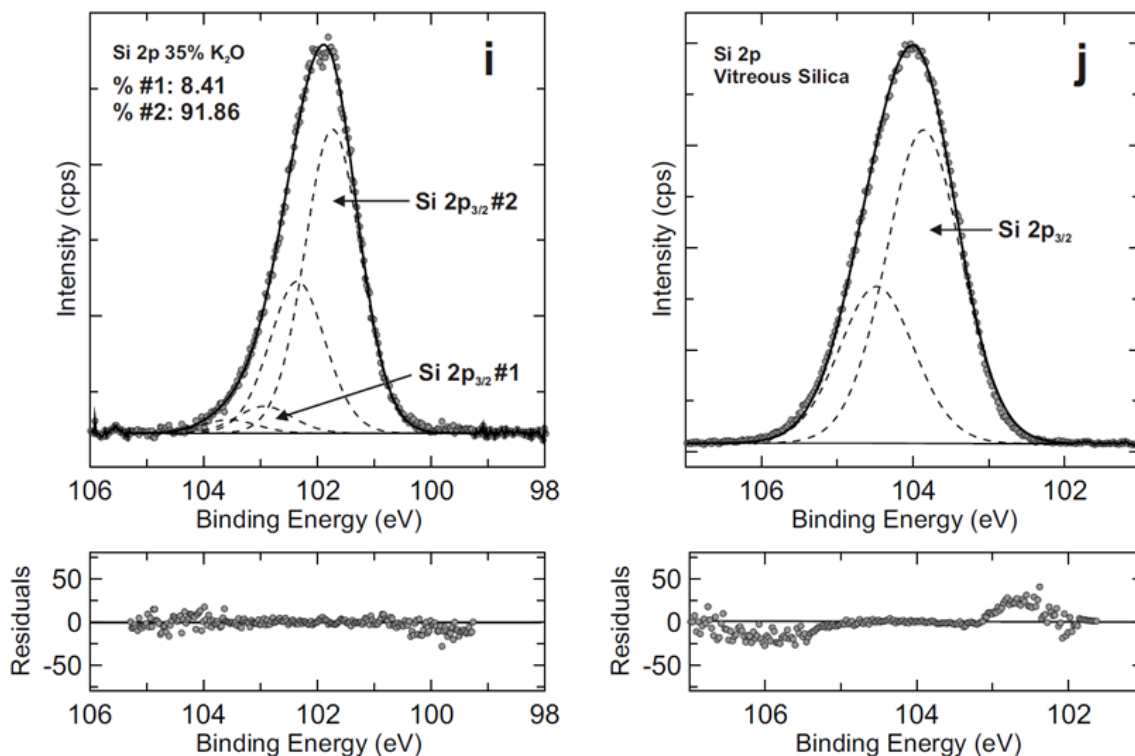 Si 2p 35% K₂O
% #1: 8.41
% #2: 91.86
i
Si 2p₃/₂ #2
Si 2p₃/₂ #1
Intensity (cps)
106 104 102 100 98
Binding Energy (eV)
Residuals
50
0
-50
106 104 102 100 98
Binding Energy (eV)
Si 2p
Vitreous Silica
j
Si 2p₃/₂
Intensity (cps)
106 104 102
Binding Energy (eV)
Residuals
50
0
-50
106 104 102
Binding Energy (eV)